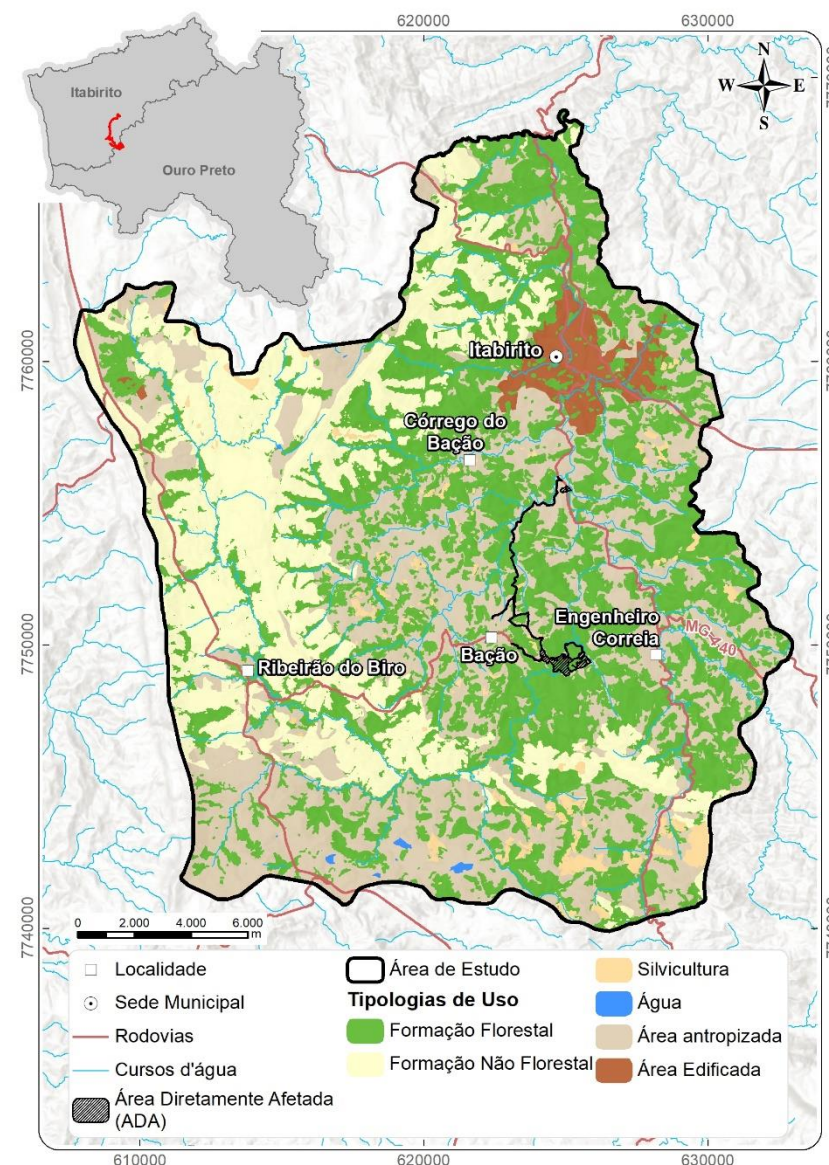 620000
630000
Itabirito
Ouro Preto
N
W
E
S
7760000
Itabirito
Córrego do
Bação
Engenheiro
Correia
MG-440
7750000
Bação
Ribeirão do Biro
7740000
0
2.000
4.000
6.000
m
Localidade
Sede Municipal
Rodovias
Cursos d'água
Área Diretamente Afetada
(ADA)
Área de Estudo
Tipologias de Uso
Formação Florestal
Formação Não Florestal
Silvicultura
Água
Área antropizada
Área Edificada
610000
620000
630000